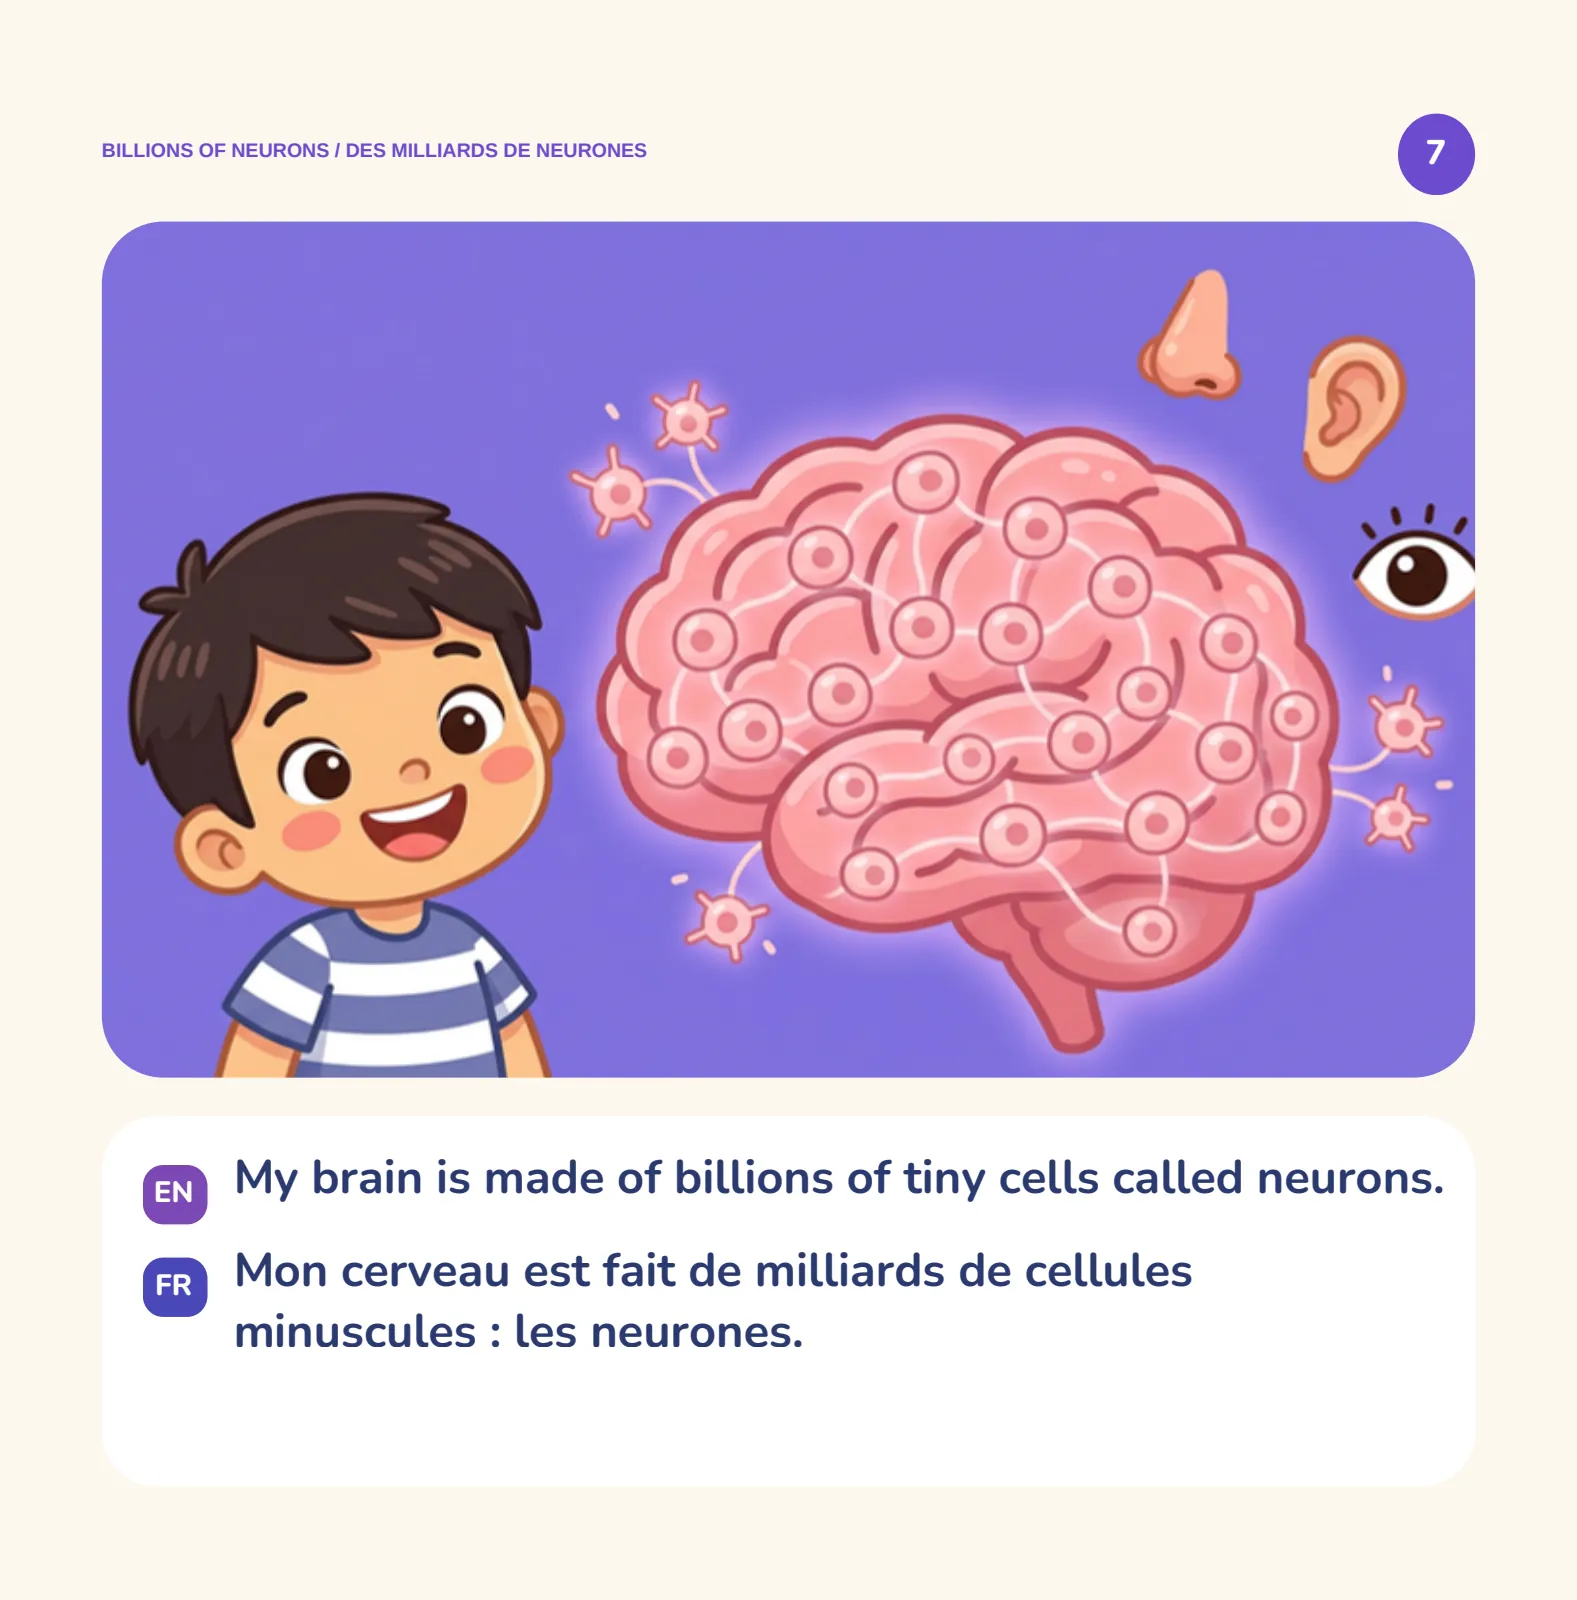 BILLIONS OF NEURONS / DES MILLIARDS DE NEURONES
7
EN
My brain is made of billions of tiny cells called neurons.
FR
Mon cerveau est fait de milliards de cellules
minuscules : les neurones.